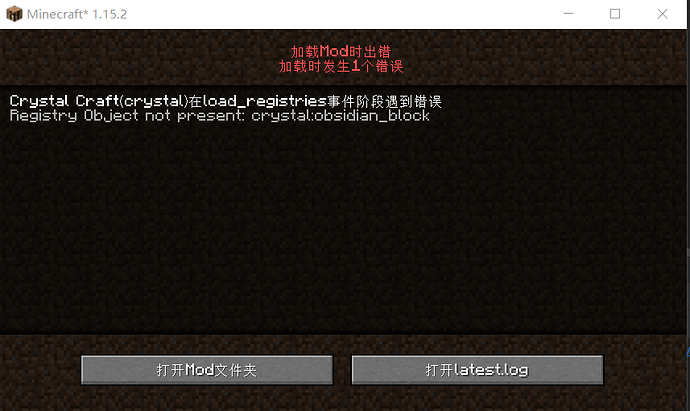 Minecraft* 1.15.2
加载Mod时出错
加载时发生1个错误
Crystal Craft(crystal)在load_registries事件阶段遇到错误
Registry Object not present: crystal:obsidian_block
打开Mod文件夹
打开latest.log